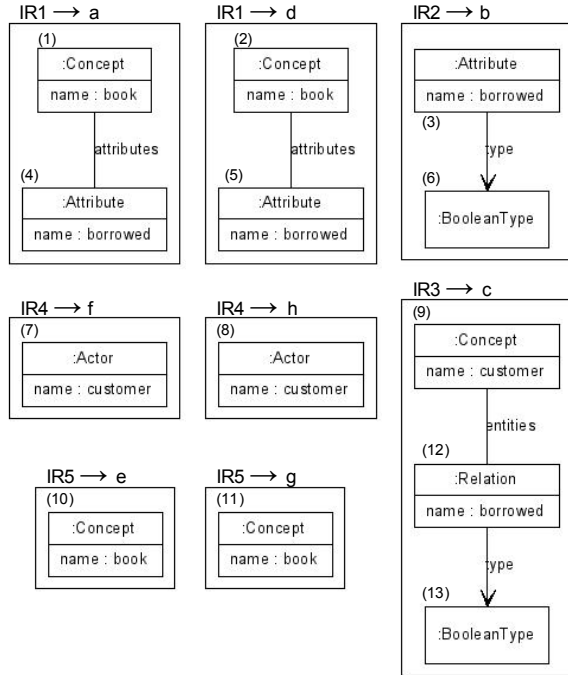 IR1 → a
(1)
:Concept
name : book
attributes
(4)
:Attribute
name : borrowed
IR1 → d
(2)
:Concept
name : book
attributes
(5)
:Attribute
name : borrowed
IR2 → b
:Attribute
name : borrowed
(3)
type
(6)
:BooleanType
IR4 → f
(7)
:Actor
name : customer
IR4 → h
(8)
:Actor
name : customer
IR3 → c
(9)
:Concept
name : customer
entities
(12)
:Relation
name : borrowed
type
(13)
:BooleanType
IR5 → e
(10)
:Concept
name : book
IR5 → g
(11)
:Concept
name : book